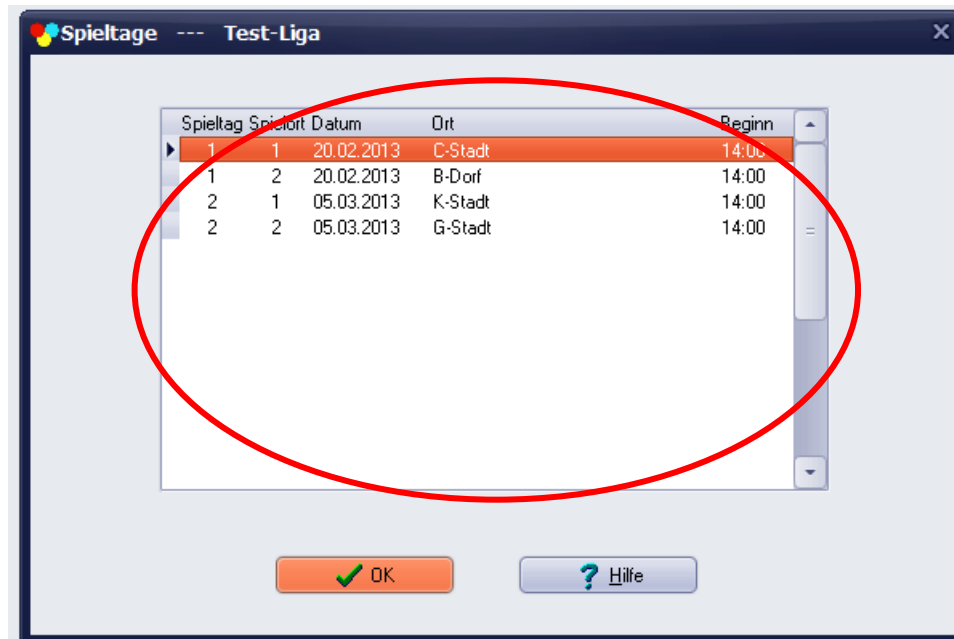 Spieltage --- Test-Liga
Spieltag Spielort Datum Ort Beginn
1 1 20.02.2013 C-Stadt 14:00
1 2 20.02.2013 B-Dorf 14:00
2 1 05.03.2013 K-Stadt 14:00
2 2 05.03.2013 G-Stadt 14:00
OK ? Hilfe